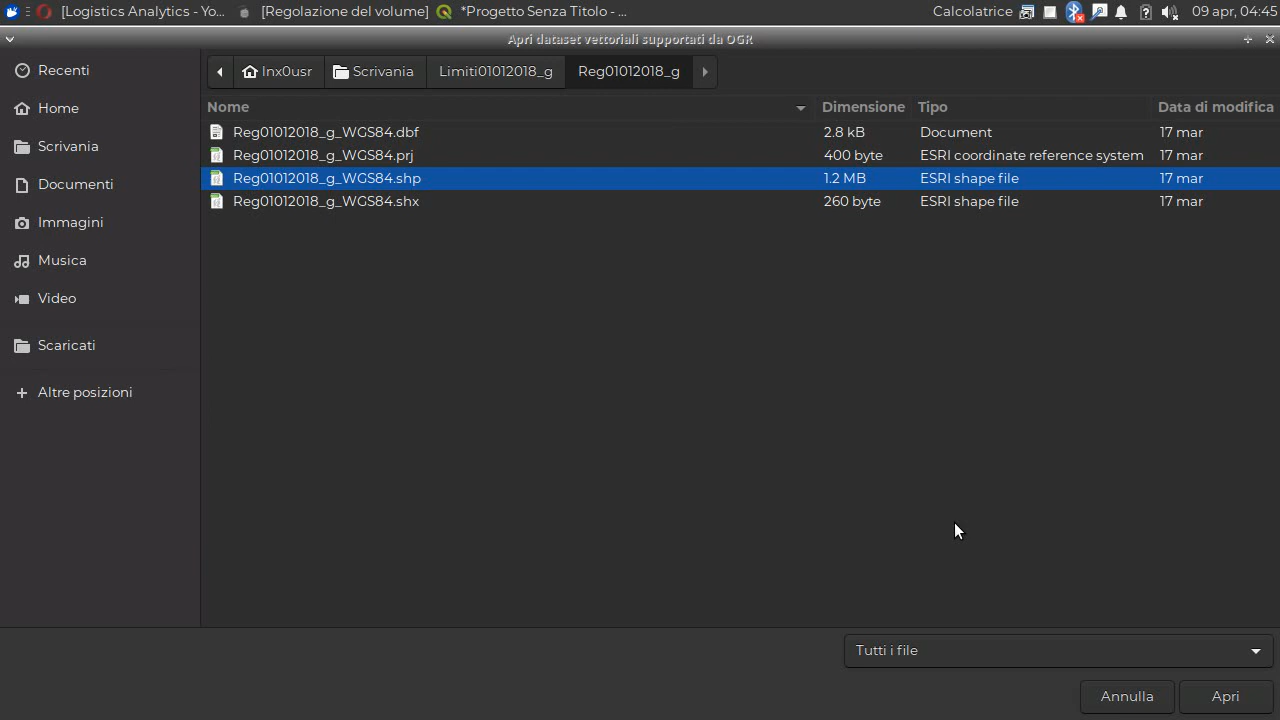 [Logistics Analytics - Yo... [Regolazione del volume] *Progetto Senza Titolo - ... Calcolatrice 09 apr, 04:45
Apri dataset vettoriali supportati da OGR
Recenti
Home
Scrivania
Documenti
Immagini
Musica
Video
Scaricati
Altre posizioni
lnx0usr Scrivania Limiti01012018_g Reg01012018_g
Nome Dimensione Tipo Data di modifica
Reg01012018_g_WGS84.dbf 2.8 kB Document 17 mar
Reg01012018_g_WGS84.prj 400 byte ESRI coordinate reference system 17 mar
Reg01012018_g_WGS84.shp 1.2 MB ESRI shape file 17 mar
Reg01012018_g_WGS84.shx 260 byte ESRI shape file 17 mar
Tutti i file
Annulla Apri